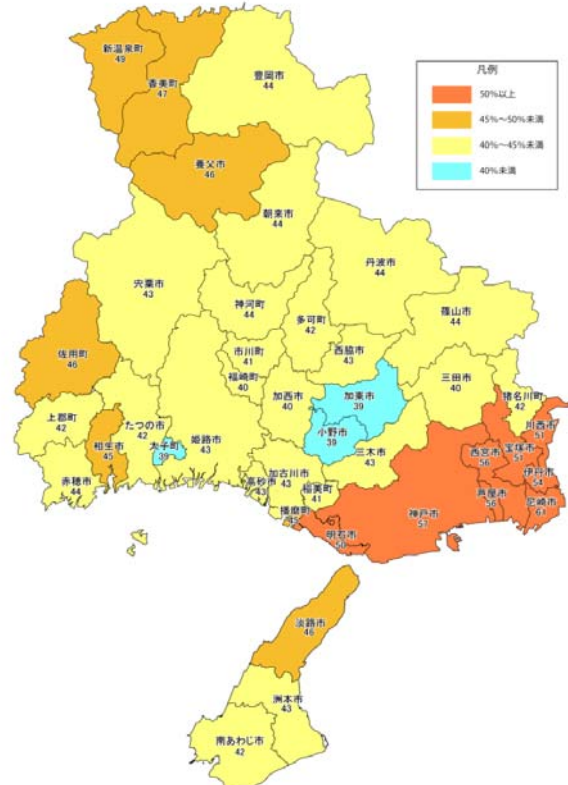 新温泉町
49
香美町
47
豊岡市
44
凡例
50%以上
45%～50%未満
40%～45%未満
40%未満
養父市
46
朝来市
44
丹波市
44
宍粟市
43
神河町
44
多可町
42
篠山市
44
佐用町
46
市川町
41
西脇市
43
福崎町
40
加西市
40
加東市
39
三田市
40
猪名川町
42
上郡町
42
たつの市
42
相生市
45
太子町
39
姫路市
43
小野市
39
三木市
43
川西市
51
宝塚市
51
西宮市
56
伊丹市
54
赤穂市
44
加古川市
43
高砂市
43
稲美町
41
播磨町
45
芦屋市
56
尼崎市
61
神戸市
57
明石市
50
淡路市
46
洲本市
43
南あわじ市
42